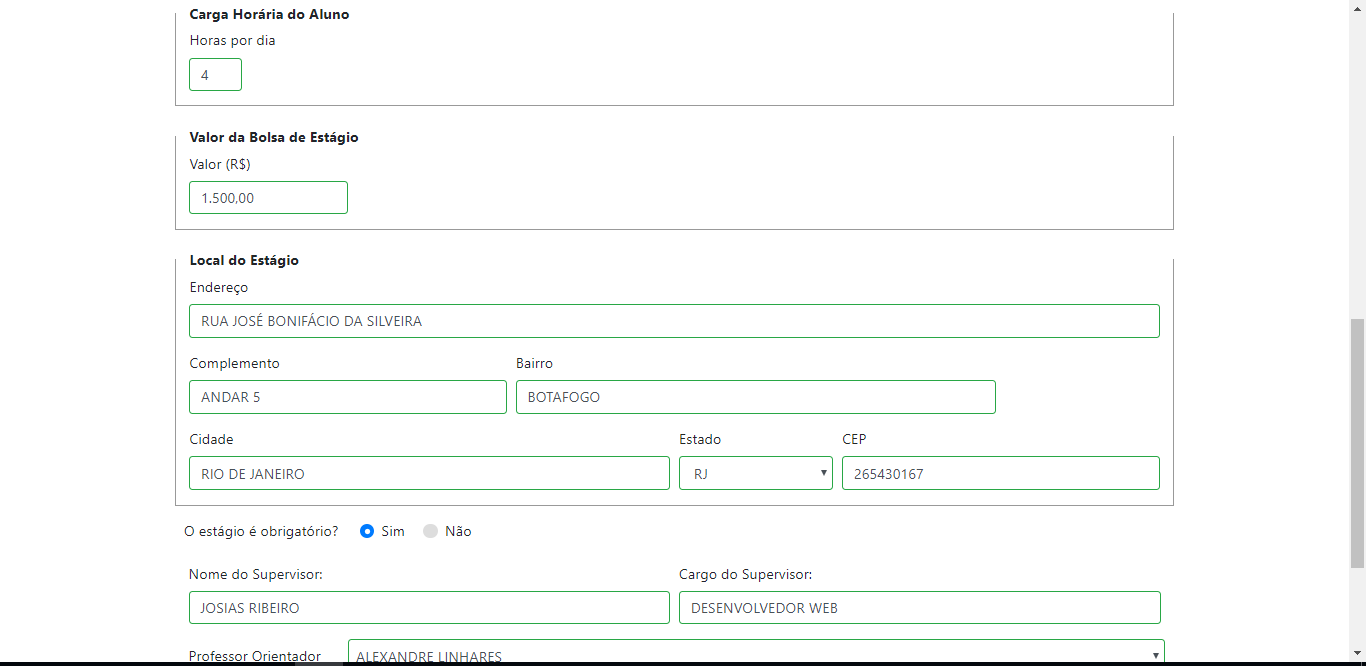 Carga Horária do Aluno
Horas por dia
4
Valor da Bolsa de Estágio
Valor (R$)
1.500,00
Local do Estágio
Endereço
RUA JOSÉ BONIFÁCIO DA SILVEIRA
Complemento Bairro
ANDAR 5 BOTAFOGO
Cidade Estado CEP
RIO DE JANEIRO RJ 265430167
O estágio é obrigatório? Sim Não
Nome do Supervisor: Cargo do Supervisor:
JOSIAS RIBEIRO DESENVOLVEDOR WEB
Professor Orientador ALEXANDRE LINHARES